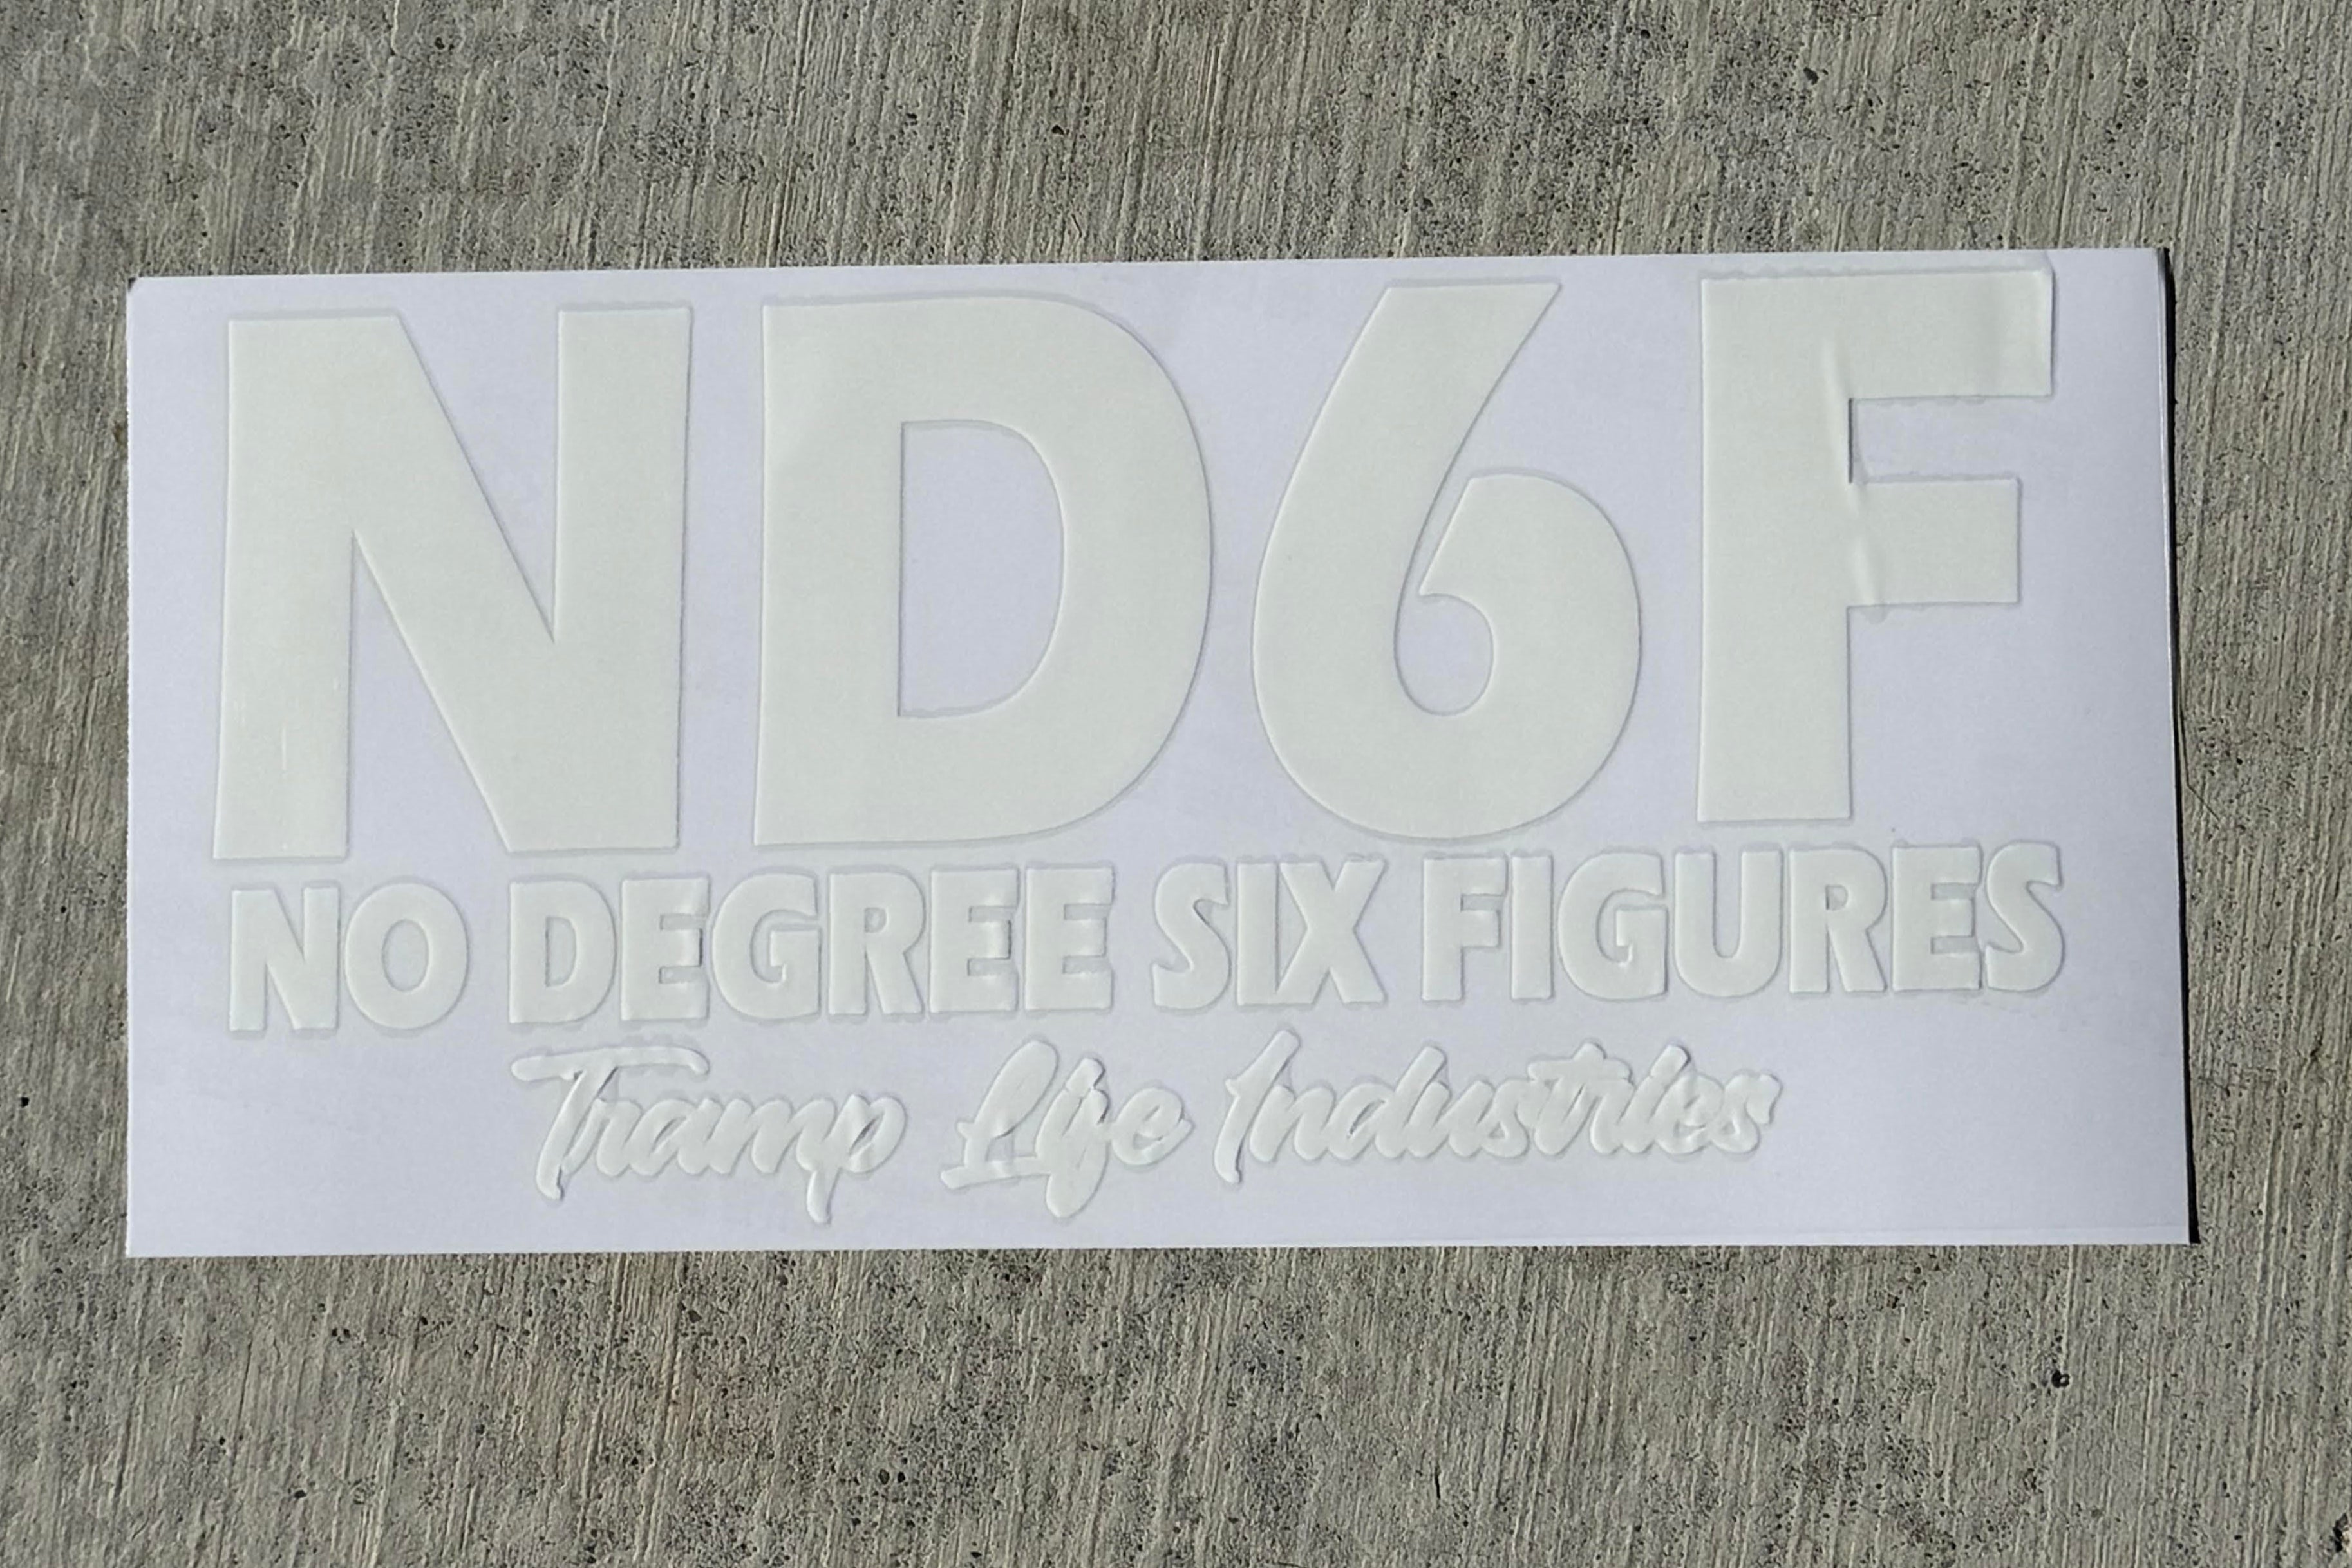 ND6F
NO DEGREE SIX FIGURES
Tramp Life Industries